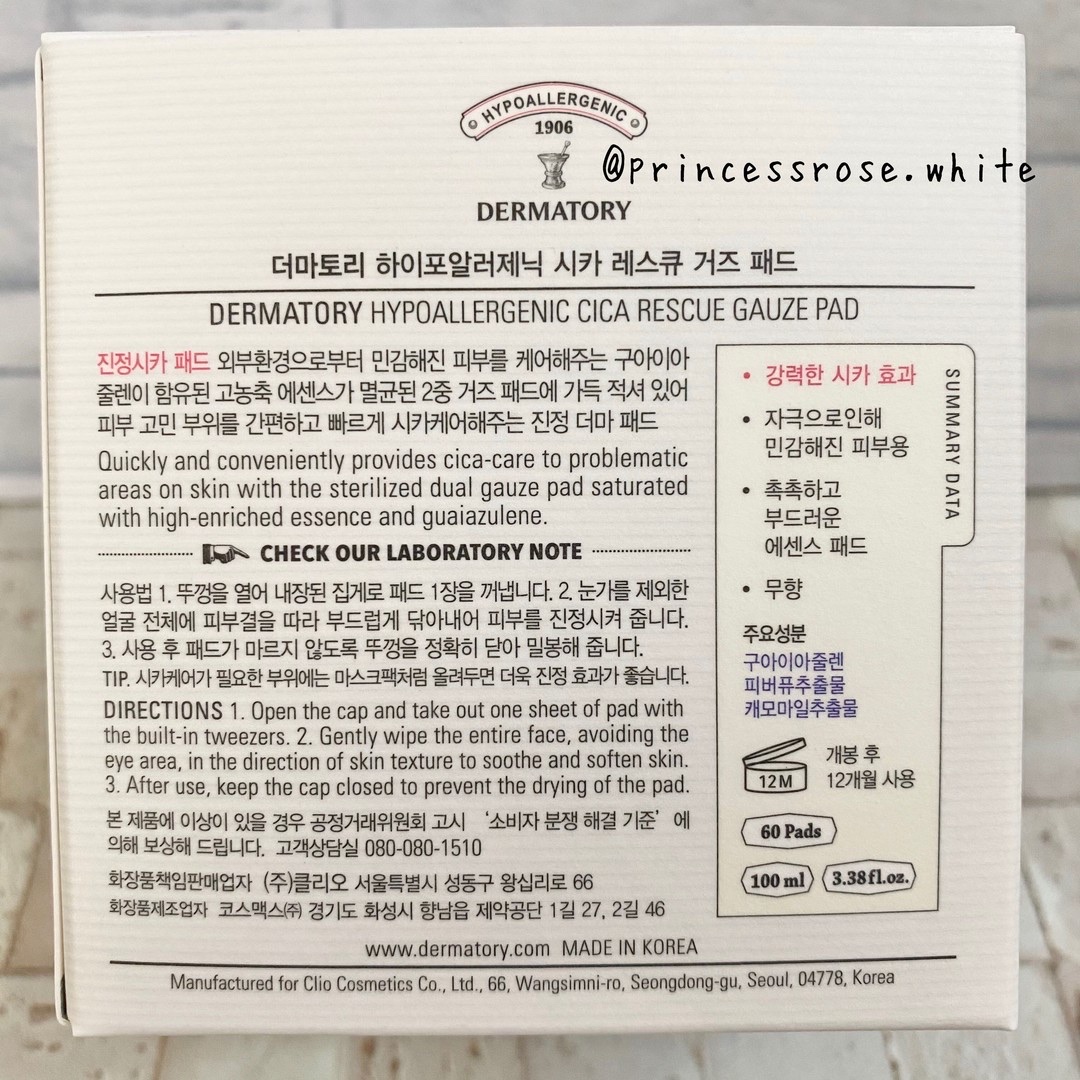 HYPOALLERGENIC
1906
@princessrose.white
DERMATORY
더마토리 하이포알러제닉 시카 레스큐 거즈 패드
DERMATORY HYPOALLERGENIC CICA RESCUE GAUZE PAD
진정시카 패드 외부환경으로부터 민감해진 피부를 케어해주는 구아이아
줄렌이 함유된 고농축 에센스가 멸균된 2중 거즈 패드에 가득 적셔 있어
피부 고민 부위를 간편하고 빠르게 시카케어해주는 진정 더마 패드
Quickly and conveniently provides cica-care to problematic
areas on skin with the sterilized dual gauze pad saturated
with high-enriched essence and guaiazulene.
CHECK OUR LABORATORY NOTE
사용법 1. 뚜껑을 열어 내장된 집게로 패드 1장을 꺼냅니다. 2. 눈가를 제외한
얼굴 전체에 피부결을 따라 부드럽게 닦아내어 피부를 진정시켜 줍니다.
3. 사용 후 패드가 마르지 않도록 뚜껑을 정확히 닫아 밀봉해 줍니다.
TIP. 시카케어가 필요한 부위에는 마스크팩처럼 올려두면 더욱 진정 효과가 좋습니다.
DIRECTIONS 1. Open the cap and take out one sheet of pad with
the built-in tweezers. 2. Gently wipe the entire face, avoiding the
eye area, in the direction of skin texture to soothe and soften skin.
3. After use, keep the cap closed to prevent the drying of the pad.
본 제품에 이상이 있을 경우 공정거래위원회 고시 ‘소비자 분쟁 해결 기준’에
의해 보상해 드립니다. 고객상담실 080-080-1510
화장품책임판매업자 (주)클리오 서울특별시 성동구 왕십리로 66
화장품제조업자 코스맥스㈜ 경기도 화성시 향남읍 제약공단 1길 27, 2길 46
SUMMARY DATA
• 강력한 시카 효과
• 자극으로인해
민감해진 피부용
• 촉촉하고
부드러운
에센스 패드
• 무향
주요성분
구아이아줄렌
피버퓨추출물
캐모마일추출물
12M
개봉 후
12개월 사용
60 Pads
100 ml 3.38fl.oz.
www.dermatory.com MADE IN KOREA
Manufactured for Clio Cosmetics Co., Ltd., 66, Wangsimni-ro, Seongdong-gu, Seoul, 04778, Korea